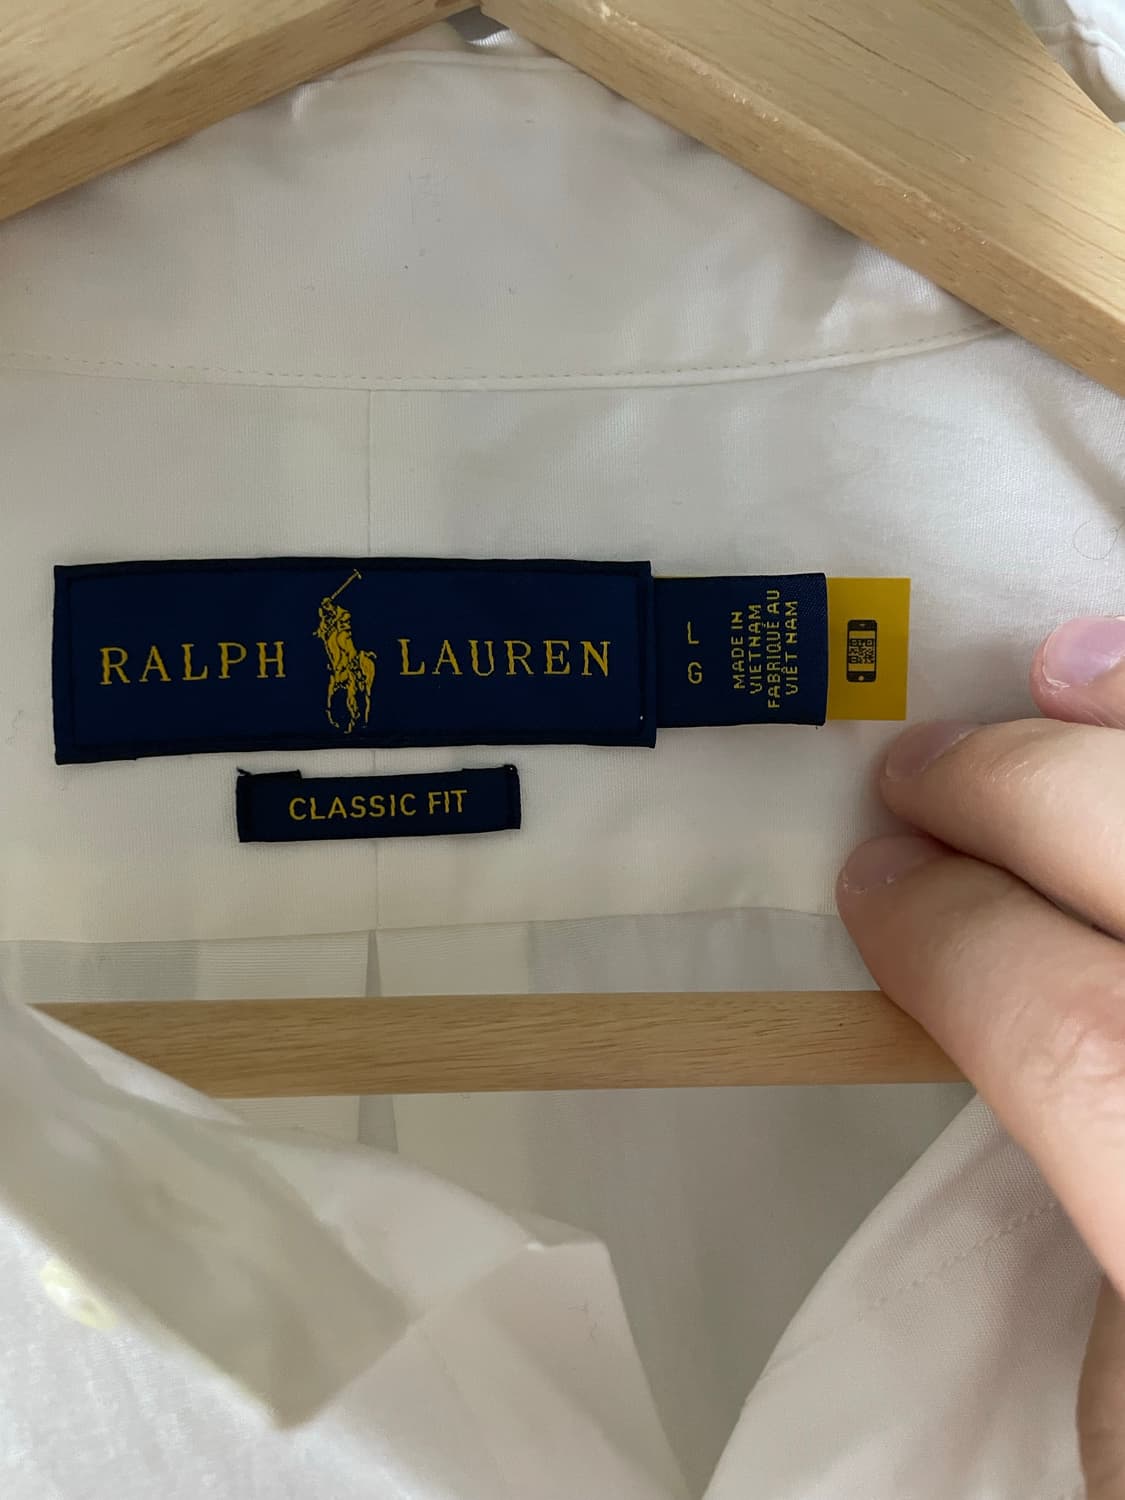 RALPH LAUREN
L
G
MADE IN
VIETNAM
FABRIQUÉ AU
VIÊT NAM
CLASSIC FIT